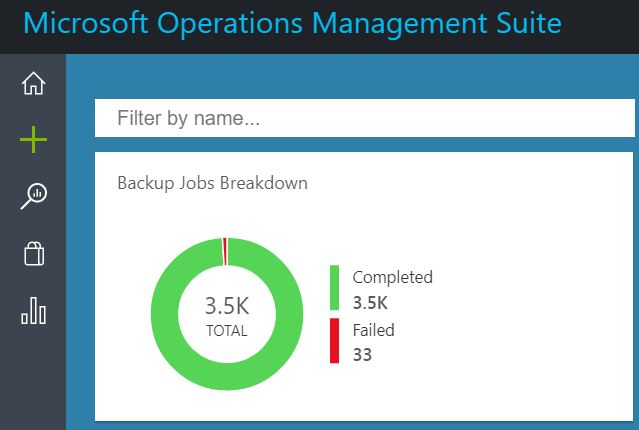 Microsoft Operations Management Suite
Filter by name...
Backup Jobs Breakdown
3.5K
TOTAL
Completed
3.5K
Failed
33